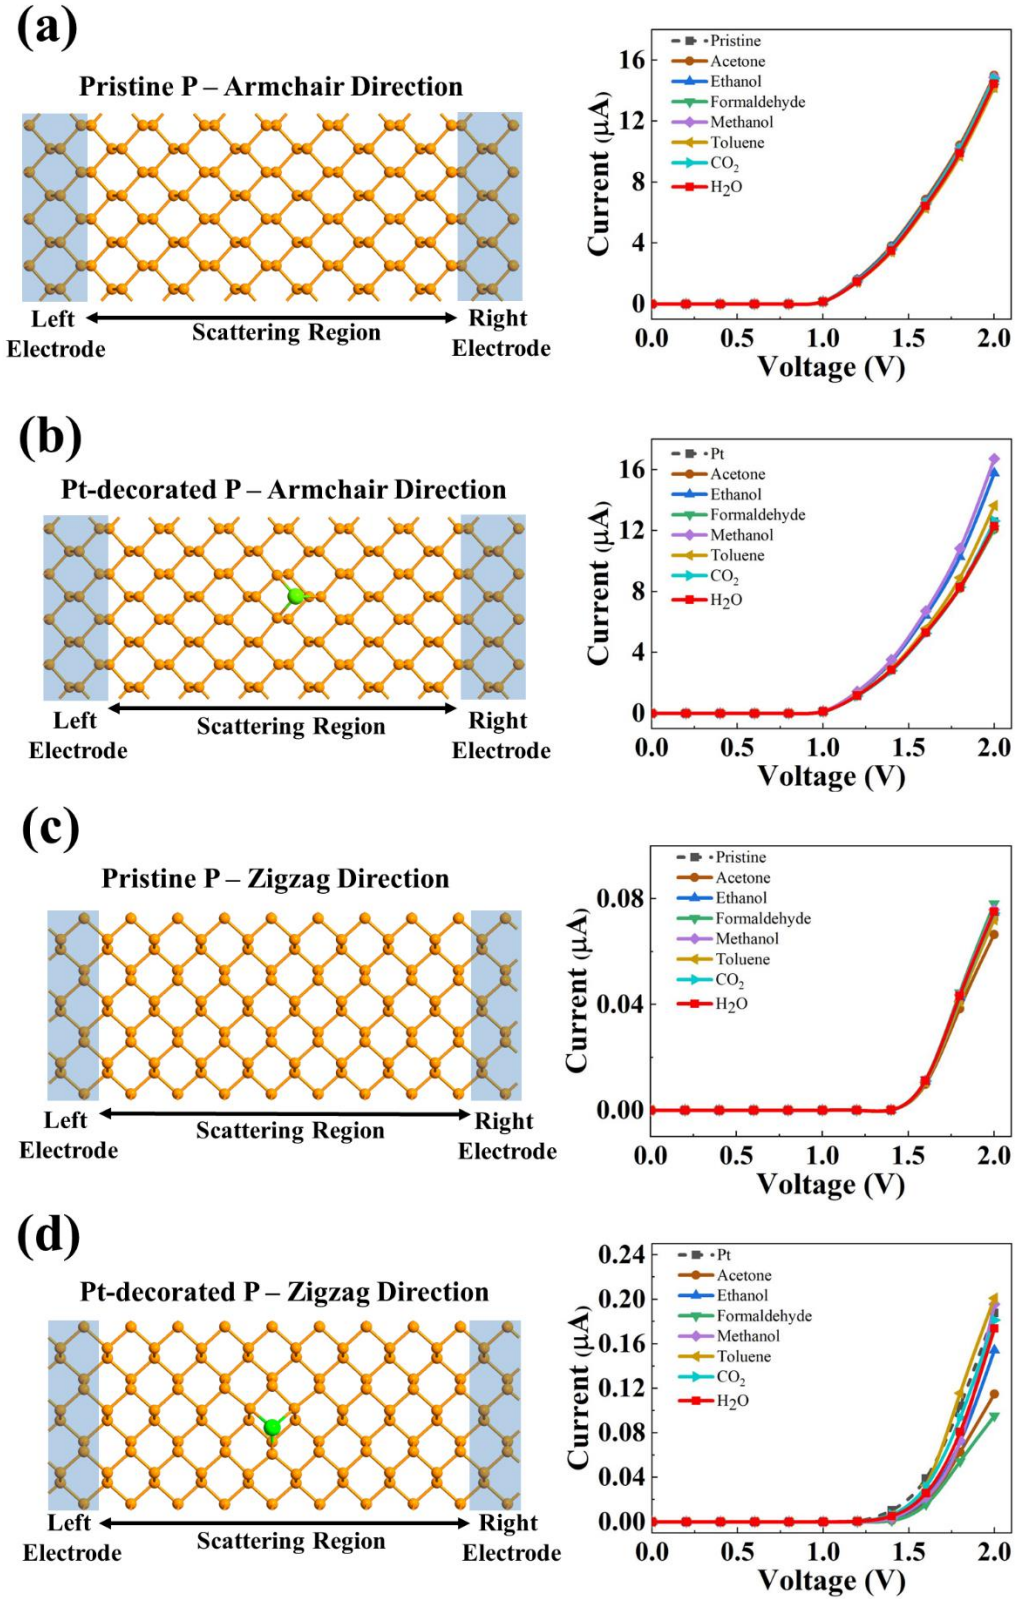 (a)
Pristine P – Armchair Direction
Left
Electrode
Scattering Region
Right
Electrode
Current (μA)
16
12
8
4
0
Pristine
Acetone
Ethanol
Formaldehyde
Methanol
Toluene
CO₂
H2O
0.0 0.5 1.0 1.5 2.0
Voltage (V)
(b)
Pt-decorated P – Armchair Direction
Left
Electrode
Scattering Region
Right
Electrode
Current (μA)
16
12
8
4
0
Pt
Acetone
Ethanol
Formaldehyde
Methanol
Toluene
CO₂
H2O
0.0 0.5 1.0 1.5 2.0
Voltage (V)
(c)
Pristine P – Zigzag Direction
Left
Electrode
Scattering Region
Right
Electrode
Current (μA)
0.08
0.04
0.00
Pristine
Acetone
Ethanol
Formaldehyde
Methanol
Toluene
CO₂
H2O
0.0 0.5 1.0 1.5 2.0
Voltage (V)
(d)
Pt-decorated P – Zigzag Direction
Left
Electrode
Scattering Region
Right
Electrode
Current (μA)
0.24
0.20
0.16
0.12
0.08
0.04
0.00
Pt
Acetone
Ethanol
Formaldehyde
Methanol
Toluene
CO₂
H2O
0.0 0.5 1.0 1.5 2.0
Voltage (V)